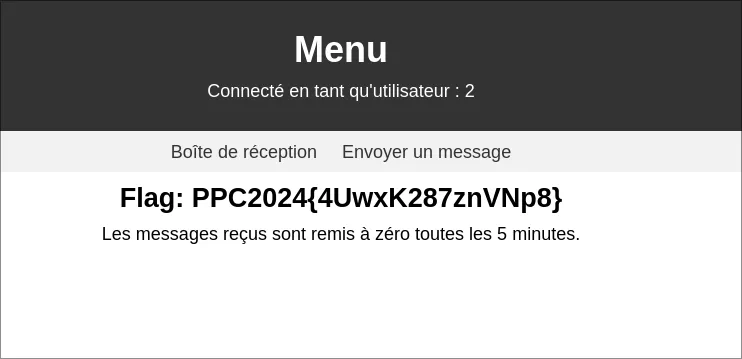 Menu
Connecté en tant qu'utilisateur : 2
Boîte de réception Envoyer un message
Flag: PPC2024{4UwxK287znVNp8}
Les messages reçus sont remis à zéro toutes les 5 minutes.